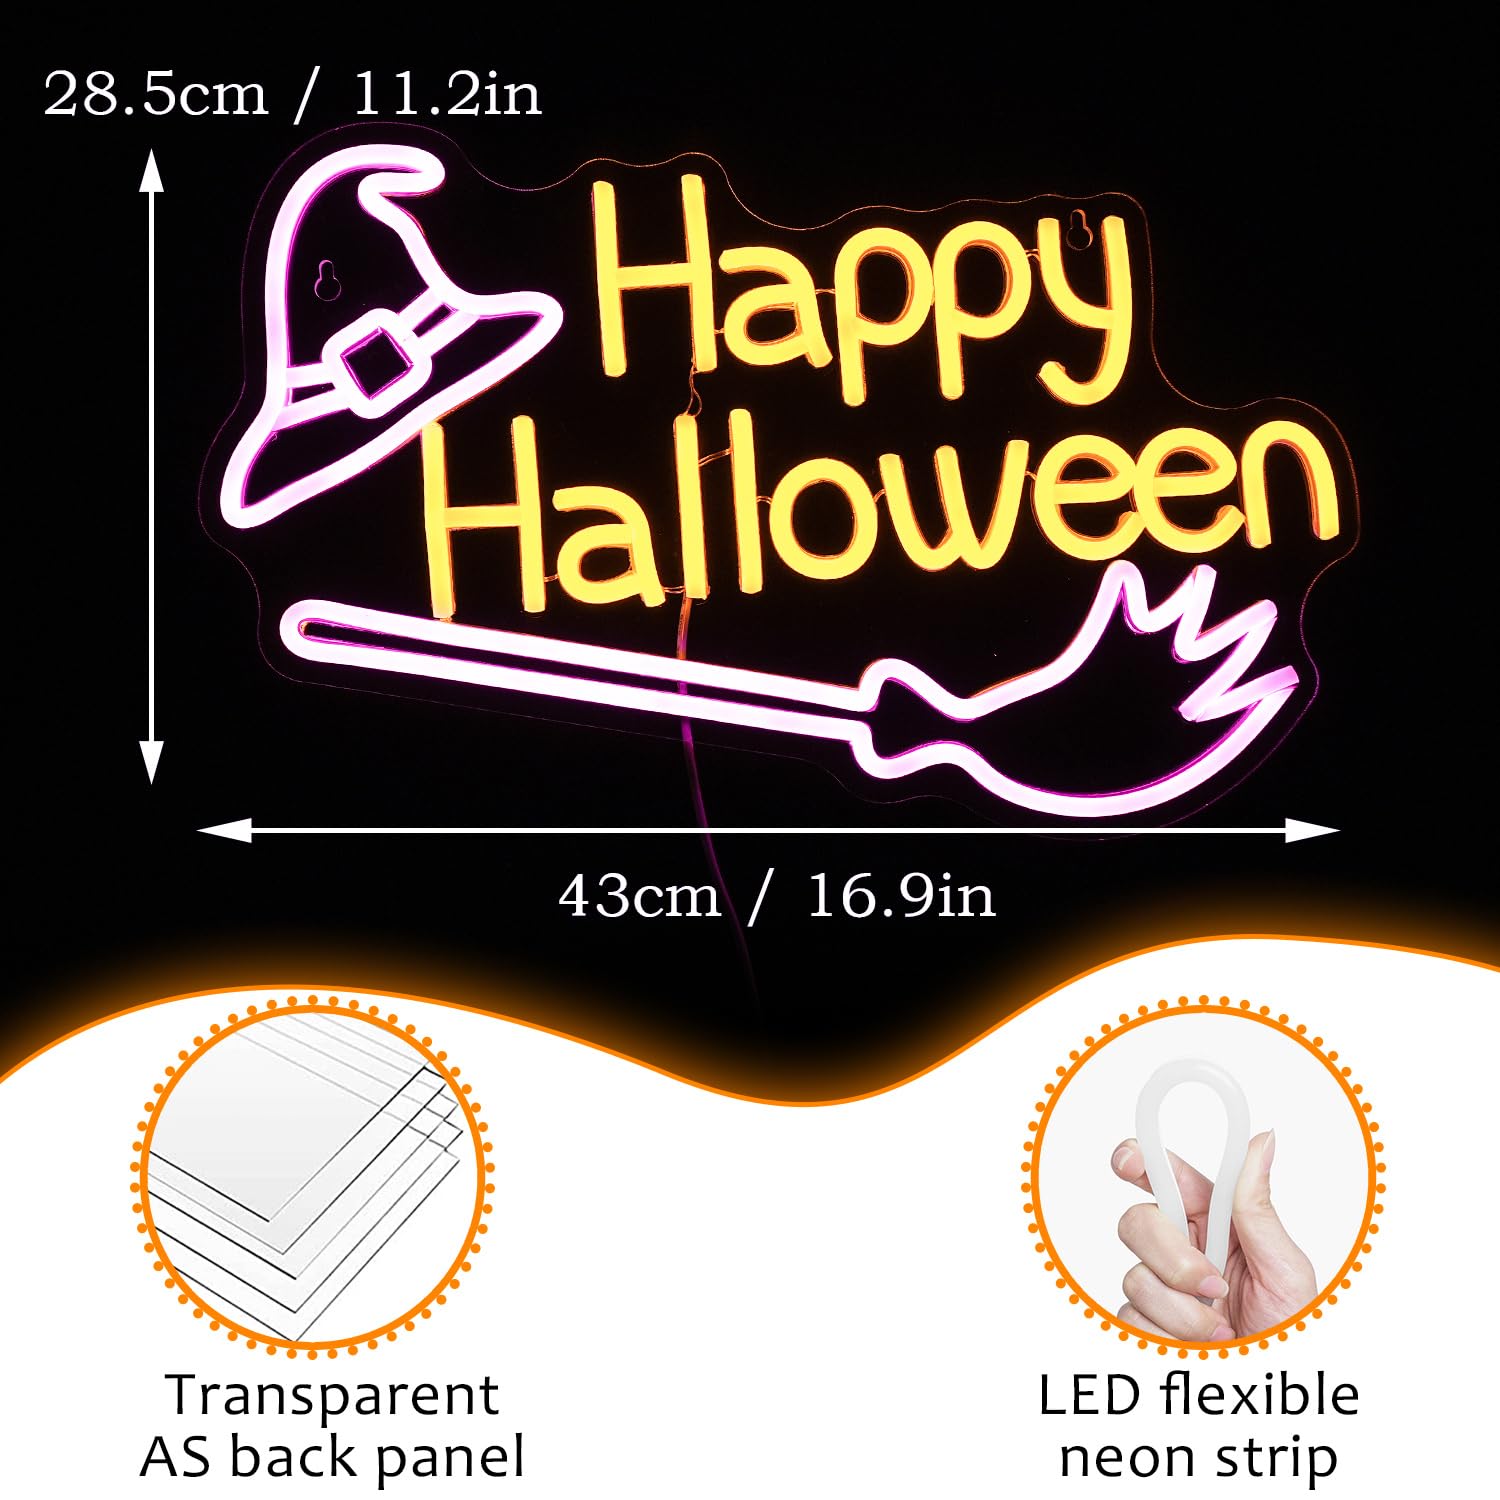 28.5cm / 11.2in
Happy
Halloween
43cm / 16.9in
Transparent
AS back panel
LED flexible
neon strip